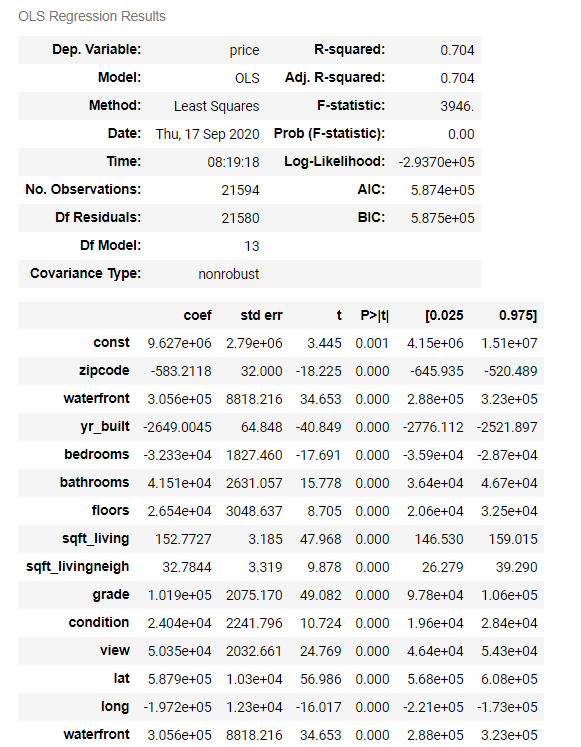 OLS Regression Results
Dep. Variable: price R-squared: 0.704
Model: OLS Adj. R-squared: 0.704
Method: Least Squares F-statistic: 3946.
Date: Thu, 17 Sep 2020 Prob (F-statistic): 0.00
Time: 08:19:18 Log-Likelihood: -2.9370e+05
No. Observations: 21594 AIC: 5.874e+05
Df Residuals: 21580 BIC: 5.875e+05
Df Model: 13
Covariance Type: nonrobust
coef std err t P>|t| [0.025 0.975]
const 9.627e+06 2.79e+06 3.445 0.001 4.15e+06 1.51e+07
zipcode -583.2118 32.000 -18.225 0.000 -645.935 -520.489
waterfront 3.056e+05 8818.216 34.653 0.000 2.88e+05 3.23e+05
yr_built -2649.0045 64.848 -40.849 0.000 -2776.112 -2521.897
bedrooms -3.233e+04 1827.460 -17.691 0.000 -3.59e+04 -2.87e+04
bathrooms 4.151e+04 2631.057 15.778 0.000 3.64e+04 4.67e+04
floors 2.654e+04 3048.637 8.705 0.000 2.06e+04 3.25e+04
sqft_living 152.7727 3.185 47.968 0.000 146.530 159.015
sqft_livingneigh 32.7844 3.319 9.878 0.000 26.279 39.290
grade 1.019e+05 2075.170 49.082 0.000 9.78e+04 1.06e+05
condition 2.404e+04 2241.796 10.724 0.000 1.96e+04 2.84e+04
view 5.035e+04 2032.661 24.769 0.000 4.64e+04 5.43e+04
lat 5.879e+05 1.03e+04 56.986 0.000 5.68e+05 6.08e+05
long -1.972e+05 1.23e+04 -16.017 0.000 -2.21e+05 -1.73e+05
waterfront 3.056e+05 8818.216 34.653 0.000 2.88e+05 3.23e+05